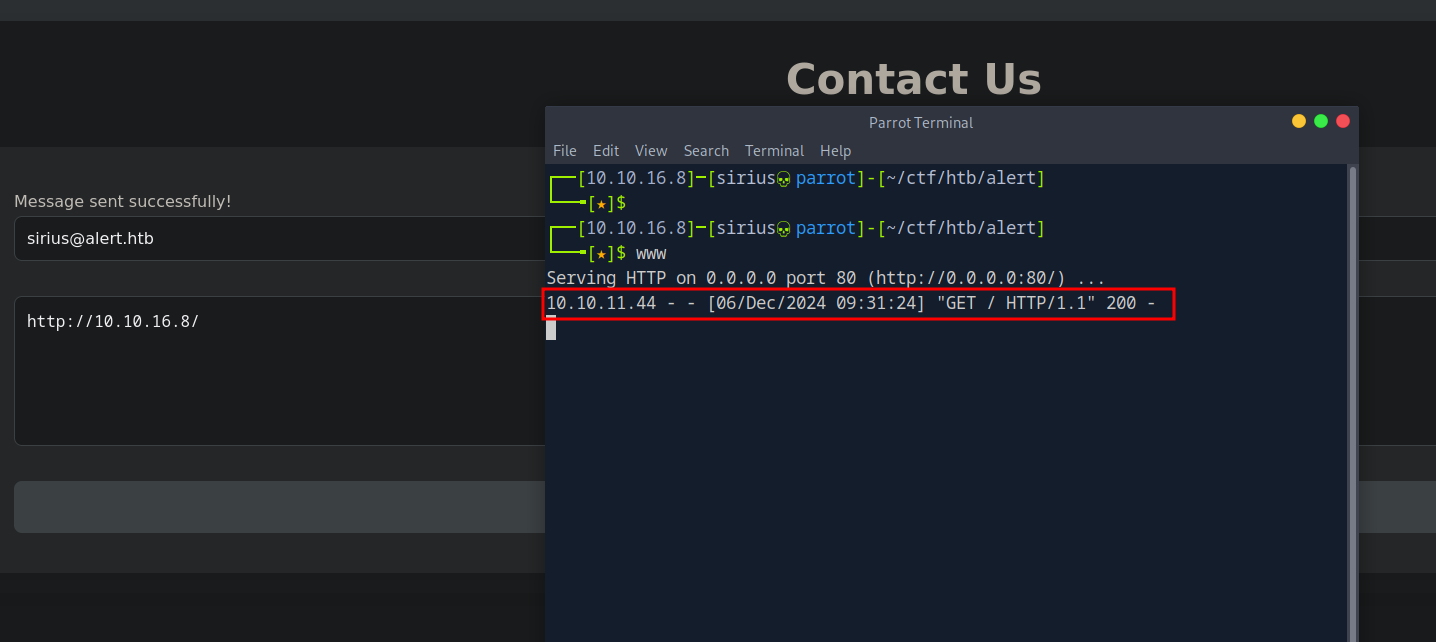 Contact Us
Parrot Terminal
File Edit View Search Terminal Help
┌──[10.10.16.8]─[sirius💀parrot]-[~/ctf/htb/alert]
└──╼[★]$
┌──[10.10.16.8]─[sirius💀parrot]-[~/ctf/htb/alert]
└──╼[★]$ www
Serving HTTP on 0.0.0.0 port 80 (http://0.0.0.0:80/) ...
10.10.11.44 - - [06/Dec/2024 09:31:24] "GET / HTTP/1.1" 200 -
Message sent successfully!
sirius@alert.htb
http://10.10.16.8/